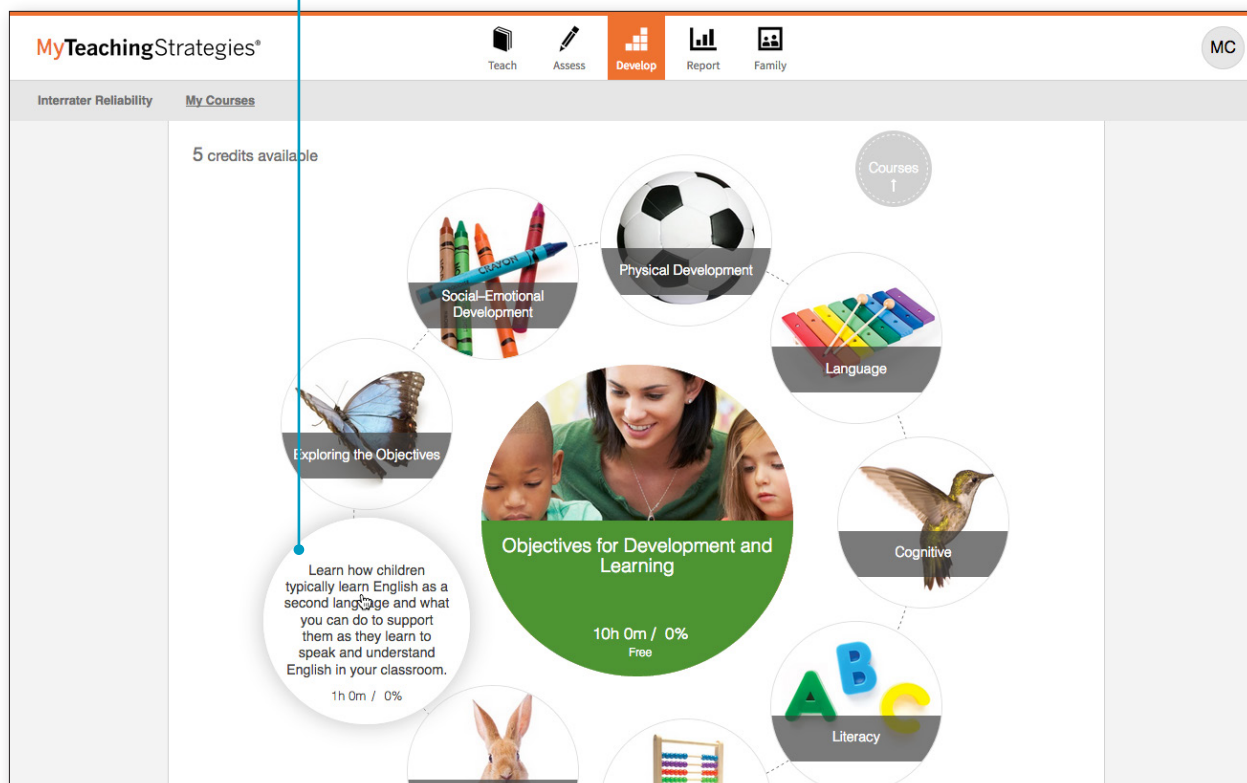 MyTeachingStrategies®
Teach
Assess
Develop
Report
Family
MC
Interrater Reliability
My Courses
5 credits available
Courses
↑
Physical Development
CRAYON
Social–Emotional
Development
Language
Exploring the Objectives
Objectives for Development and
Learning
10h 0m / 0%
Free
Cognitive
Learn how children
typically learn English as a
second language and what
you can do to support
them as they learn to
speak and understand
English in your classroom.
1h 0m / 0%
A B C
Literacy